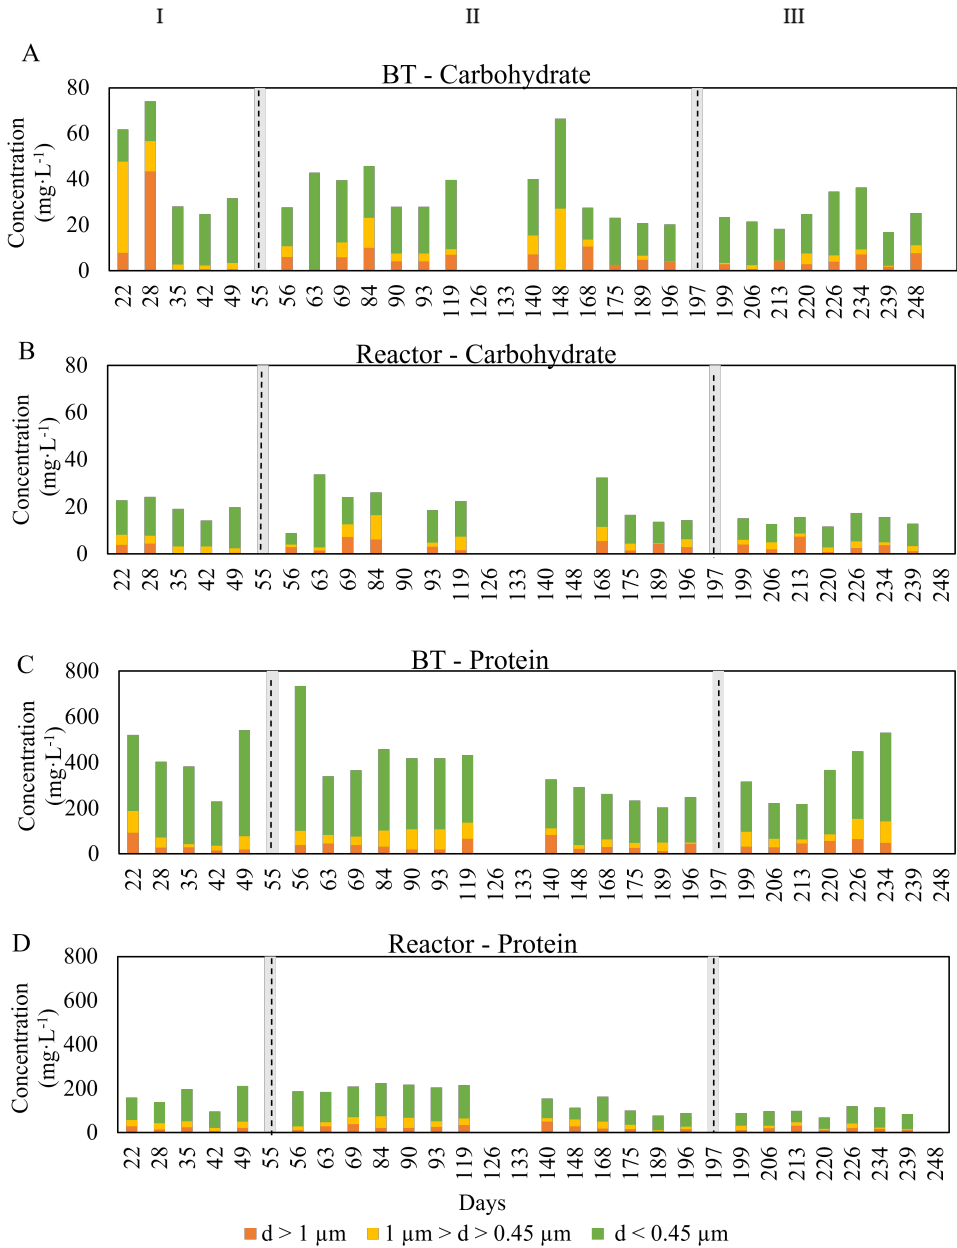 I II III
A
BT - Carbohydrate
Concentration
(mg·L⁻¹)
80
60
40
20
0
22 28 35 42 49 55 56 63 69 84 90 93 119 126 133 140 148 168 175 189 196 197 199 206 213 220 226 234 239 248
B
Reactor - Carbohydrate
Concentration
(mg·L⁻¹)
80
60
40
20
0
22 28 35 42 49 55 56 63 69 84 90 93 119 126 133 140 148 168 175 189 196 197 199 206 213 220 226 234 239 248
C
BT - Protein
Concentration
(mg·L⁻¹)
800
600
400
200
0
22 28 35 42 49 55 56 63 69 84 90 93 119 126 133 140 148 168 175 189 196 197 199 206 213 220 226 234 239 248
D
Reactor - Protein
Concentration
(mg·L⁻¹)
800
600
400
200
0
22 28 35 42 49 55 56 63 69 84 90 93 119 126 133 140 148 168 175 189 196 197 199 206 213 220 226 234 239 248
Days
d > 1 µm 1 µm > d > 0.45 µm d < 0.45 µm